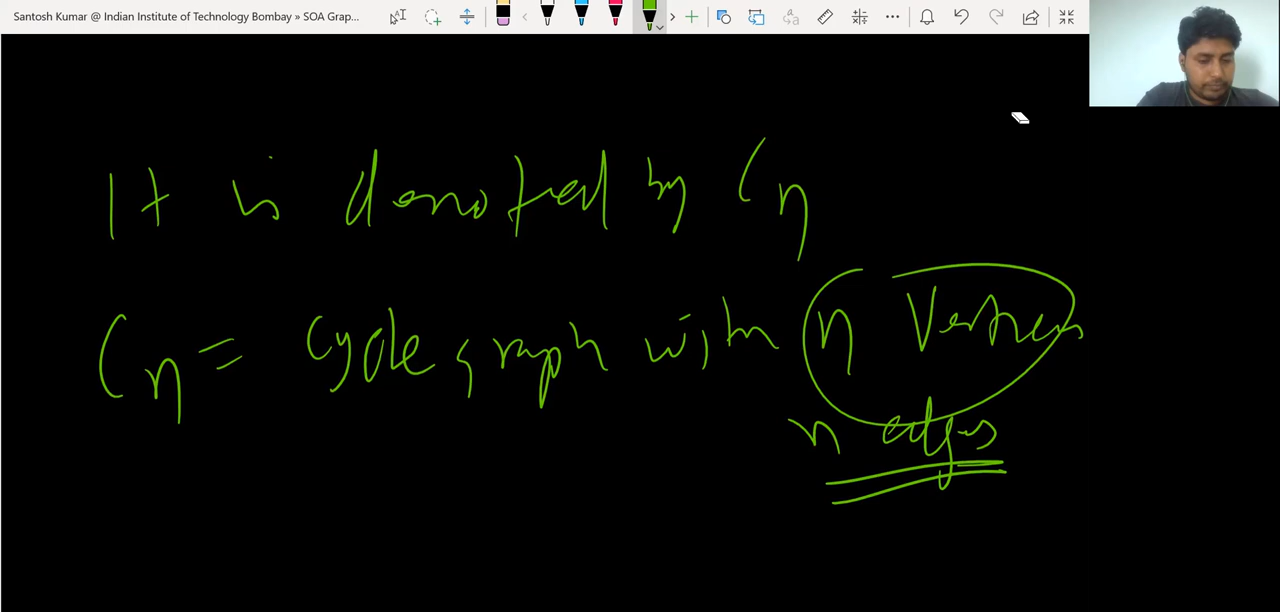 Santosh Kumar @ Indian Institute of Technology Bombay » SOA Grap...
It is denoted by Cn
Cn = cycle graph with n vertices
n edges